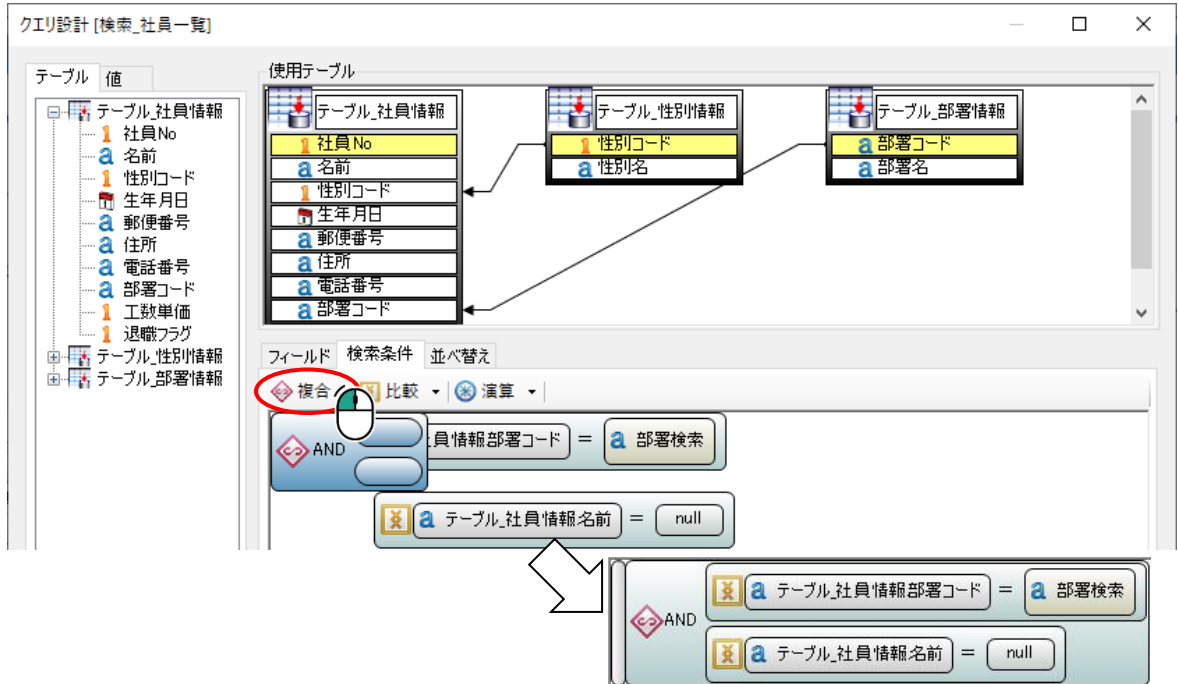 クエリ設計 [検索_社員一覧]
テーブル
値
テーブル_社員情報
社員No
名前
性別コード
生年月日
郵便番号
住所
電話番号
部署コード
工数単価
退職フラグ
テーブル_性別情報
テーブル_部署情報
使用テーブル
テーブル_社員情報
社員No
名前
性別コード
生年月日
郵便番号
住所
電話番号
部署コード
テーブル_性別情報
性別コード
性別名
テーブル_部署情報
部署コード
部署名
フィールド 検索条件 並べ替え
複合 比較 演算
AND
員情報部署コード = 部署検索
テーブル_社員情報名前 = null
AND
テーブル_社員情報部署コード = 部署検索
テーブル_社員情報名前 = null